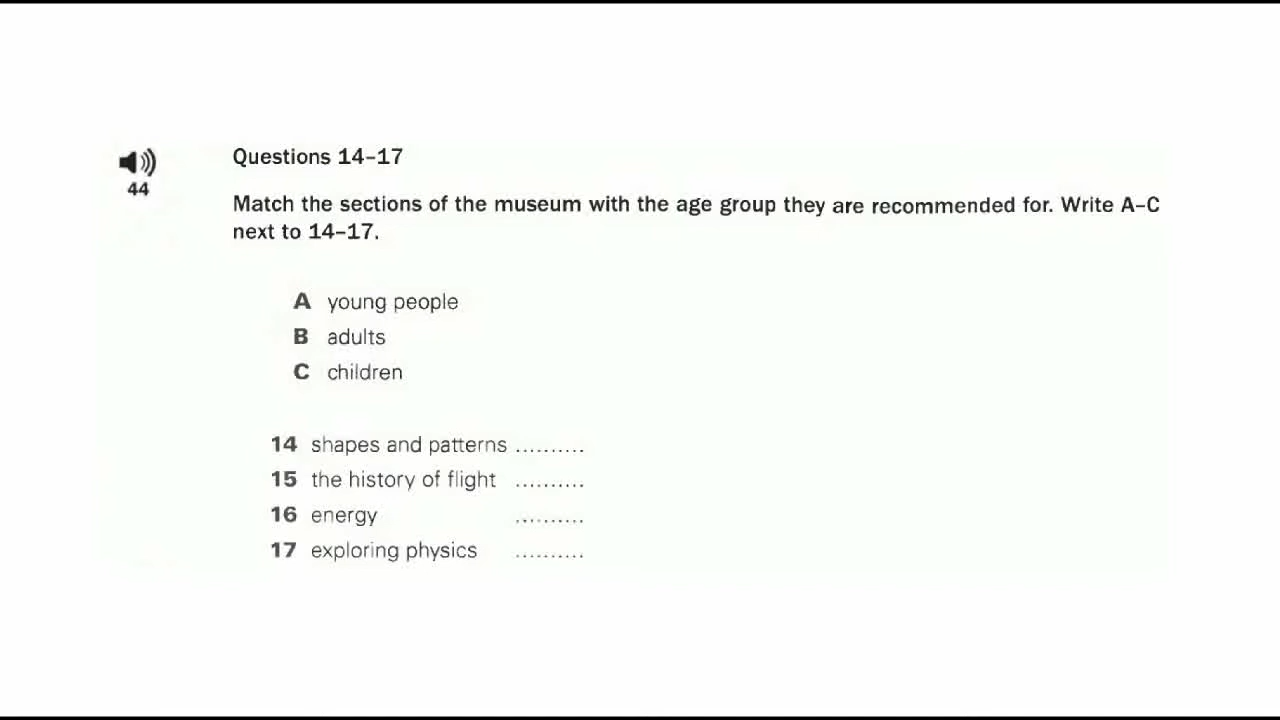 Questions 14–17
44
Match the sections of the museum with the age group they are recommended for. Write A–C
next to 14–17.
A young people
B adults
C children
14 shapes and patterns ..........
15 the history of flight ..........
16 energy ..........
17 exploring physics ..........